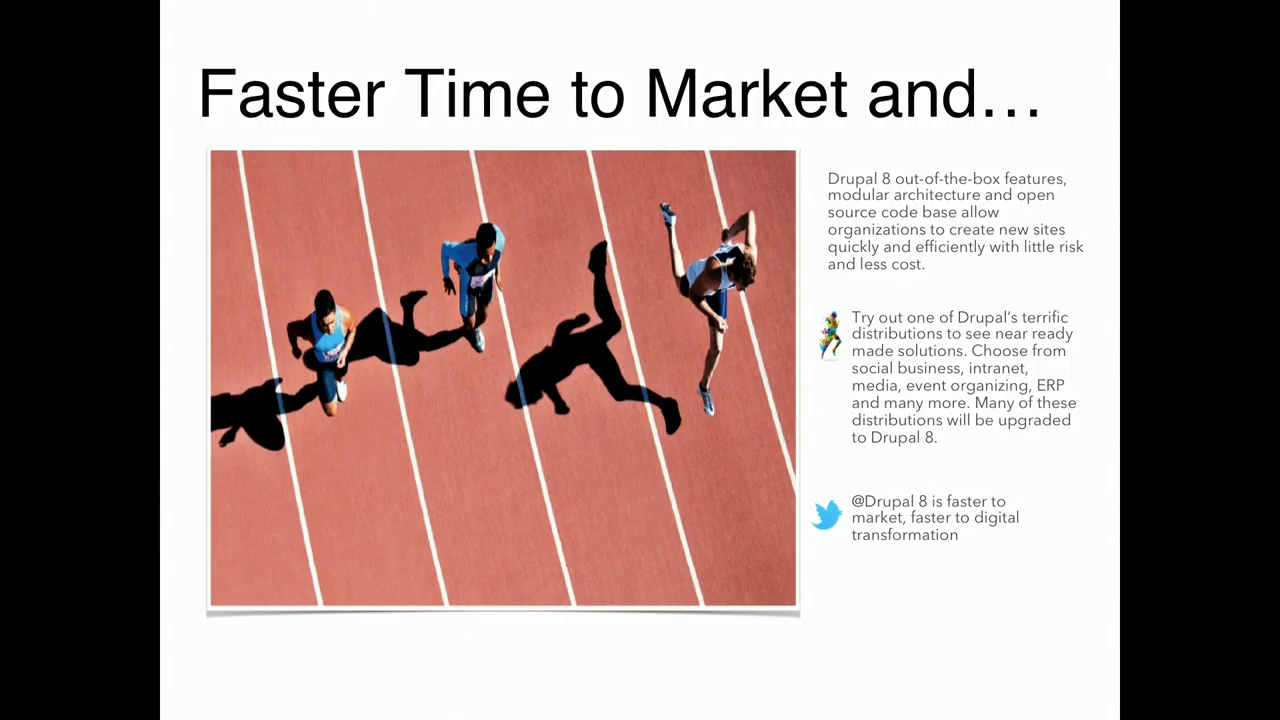 Faster Time to Market and…
Drupal 8 out-of-the-box features,
modular architecture and open
source code base allow
organizations to create new sites
quickly and efficiently with little risk
and less cost.
Try out one of Drupal's terrific
distributions to see near ready
made solutions. Choose from
social business, intranet,
media, event organizing, ERP
and many more. Many of these
distributions will be upgraded
to Drupal 8.
@Drupal 8 is faster to
market, faster to digital
transformation